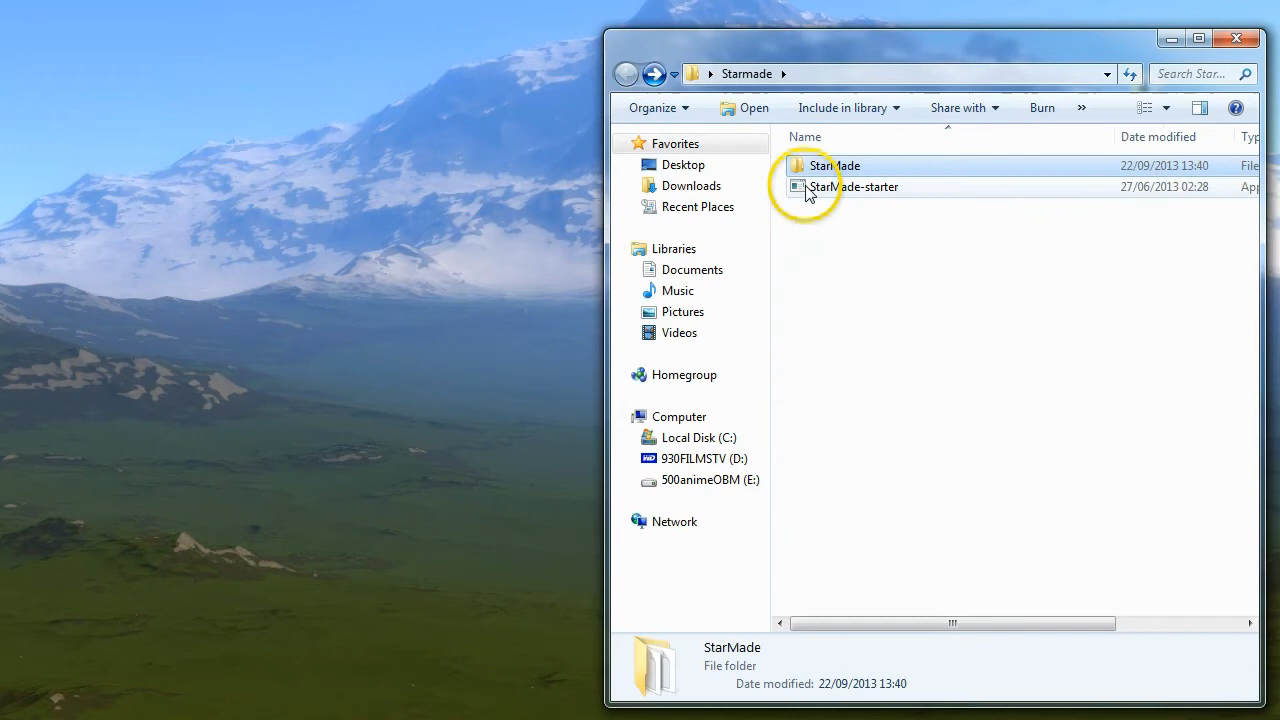 Starmade
Search Star...
Organize
Open
Include in library
Share with
Burn
»
Name
Date modified
Typ
Favorites
StarMade
22/09/2013 13:40
File
Desktop
StarMade-starter
27/06/2013 02:28
App
Downloads
Recent Places
Libraries
Documents
Music
Pictures
Videos
Homegroup
Computer
Local Disk (C:)
930FILMSTV (D:)
500animeOBM (E:)
Network
StarMade
File folder
Date modified: 22/09/2013 13:40